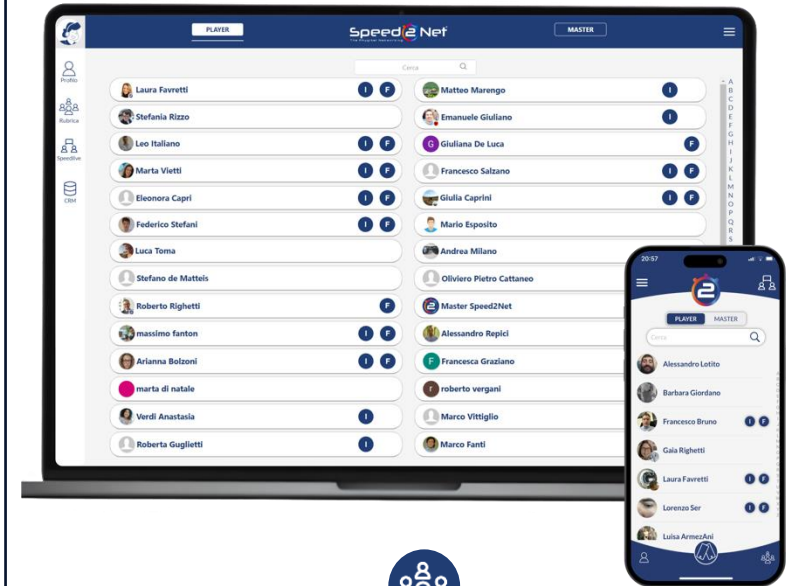 PLAYER
Speed2Net
MASTER
Cerca
Profilo
Rubrica
Speedlive
CRM
Laura Favretti I F
Stefania Rizzo
Leo Italiano I F
Marta Vietti I F
Eleonora Capri I F
Federico Stefani I F
Luca Toma
Stefano de Matteis
Roberto Righetti F
massimo fanton I F
Arianna Bolzoni I F
marta di natale
Verdi Anastasia I
Roberta Guglietti I
Matteo Marengo I
Emanuele Giuliano I
G Giuliana De Luca F
Francesco Salzano I F
Giulia Caprini I F
Mario Esposito
Andrea Milano
Oliviero Pietro Cattaneo
2 Master Speed2Net
Alessandro Repici
F Francesca Graziano
r roberto vergani
Marco Vittiglio
Marco Fanti
A
B
C
D
E
F
G
H
I
J
K
L
M
N
O
P
Q
R
S
20:57
2
PLAYER MASTER
Cerca
Alessandro Lotito
Barbara Giordano
Francesco Bruno I F
Gaia Righetti
Laura Favretti I F
Lorenzo Ser I F
Luisa ArmezAni